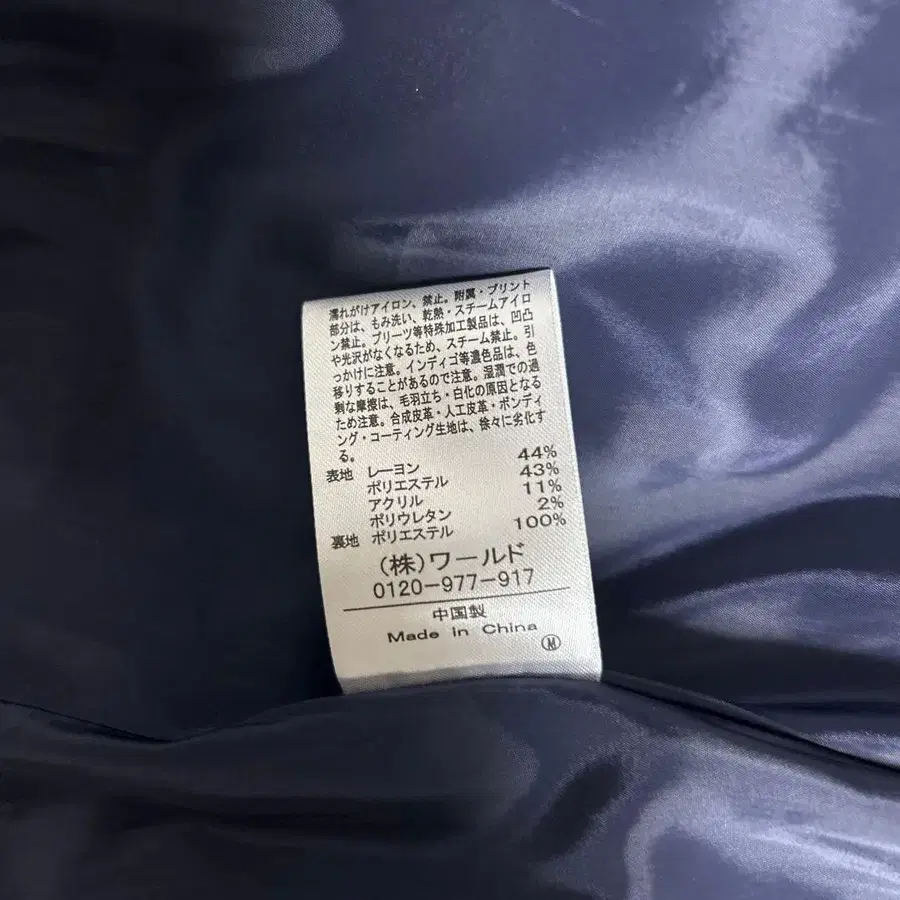 濡れがけアイロン、禁止。附属・プリント
部分は、もみ洗い、乾熱・スチームアイロ
ン禁止。プリーツ等特殊加工製品は、凹凸
や光沢がなくなるため、スチーム禁止。引
っかけに注意。インディゴ等濃色品は、色
移りすることがあるので注意。湿潤での過
剰な摩擦は、毛羽立ち・白化の原因となる
ため注意。合成皮革・人工皮革・ボンディ
ング・コーティング生地は、徐々に劣化す
る。
表地 レーヨン 44%
ポリエステル 43%
アクリル 11%
ポリウレタン 2%
裏地 ポリエステル 100%
(株)ワールド
0120-977-917
中国製
Made in China
M